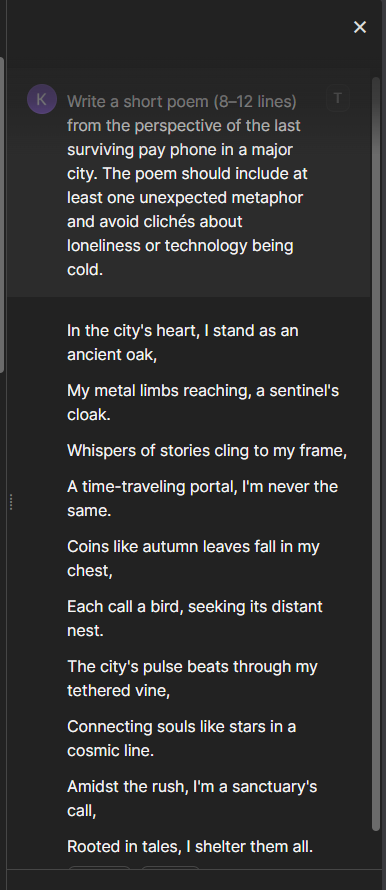 K
Write a short poem (8–12 lines)
T
from the perspective of the last
surviving pay phone in a major
city. The poem should include at
least one unexpected metaphor
and avoid clichés about
loneliness or technology being
cold.
In the city's heart, I stand as an
ancient oak,
My metal limbs reaching, a sentinel's
cloak.
Whispers of stories cling to my frame,
A time-traveling portal, I'm never the
same.
Coins like autumn leaves fall in my
chest,
Each call a bird, seeking its distant
nest.
The city's pulse beats through my
tethered vine,
Connecting souls like stars in a
cosmic line.
Amidst the rush, I'm a sanctuary's
call,
Rooted in tales, I shelter them all.